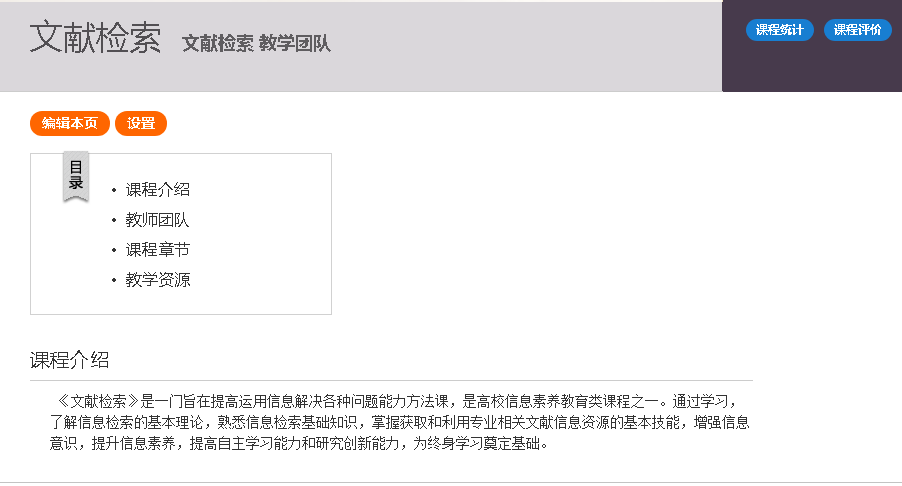 文献检索 文献检索 教学团队
课程统计 课程评价
编辑本页 设置
目录
• 课程介绍
• 教师团队
• 课程章节
• 教学资源
课程介绍
《文献检索》是一门旨在提高运用信息解决各种问题能力方法课，是高校信息素养教育类课程之一。通过学习，
了解信息检索的基本理论，熟悉信息检索基础知识，掌握获取和利用专业相关文献信息资源的基本技能，增强信息
意识，提升信息素养，提高自主学习能力和研究创新能力，为终身学习奠定基础。